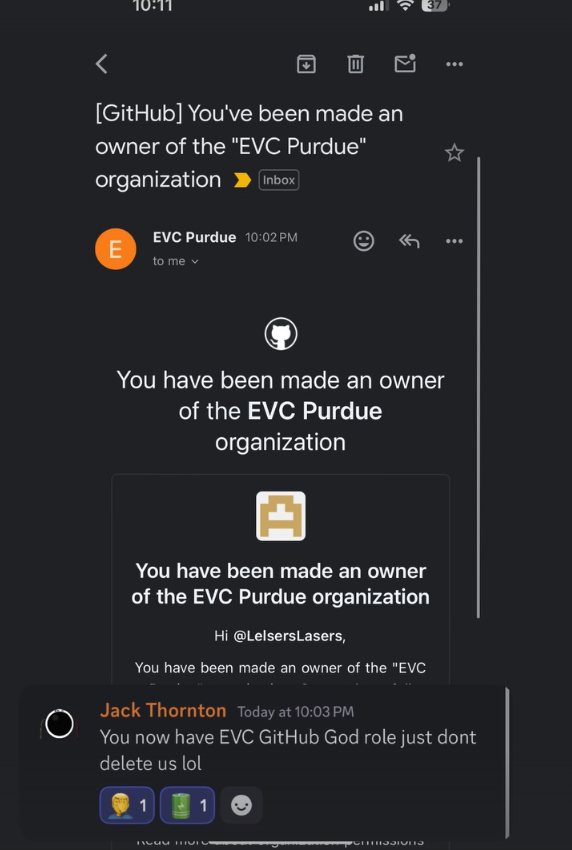 10:11
37
[GitHub] You've been made an
owner of the "EVC Purdue"
organization
Inbox
E
EVC Purdue 10:02 PM
to me
You have been made an owner
of the EVC Purdue
organization
You have been made an owner
of the EVC Purdue organization
Hi @LelsersLasers,
You have been made an owner of the "EVC
Jack Thornton Today at 10:03 PM
You now have EVC GitHub God role just dont
delete us lol
1 1
Read more about organization permissions